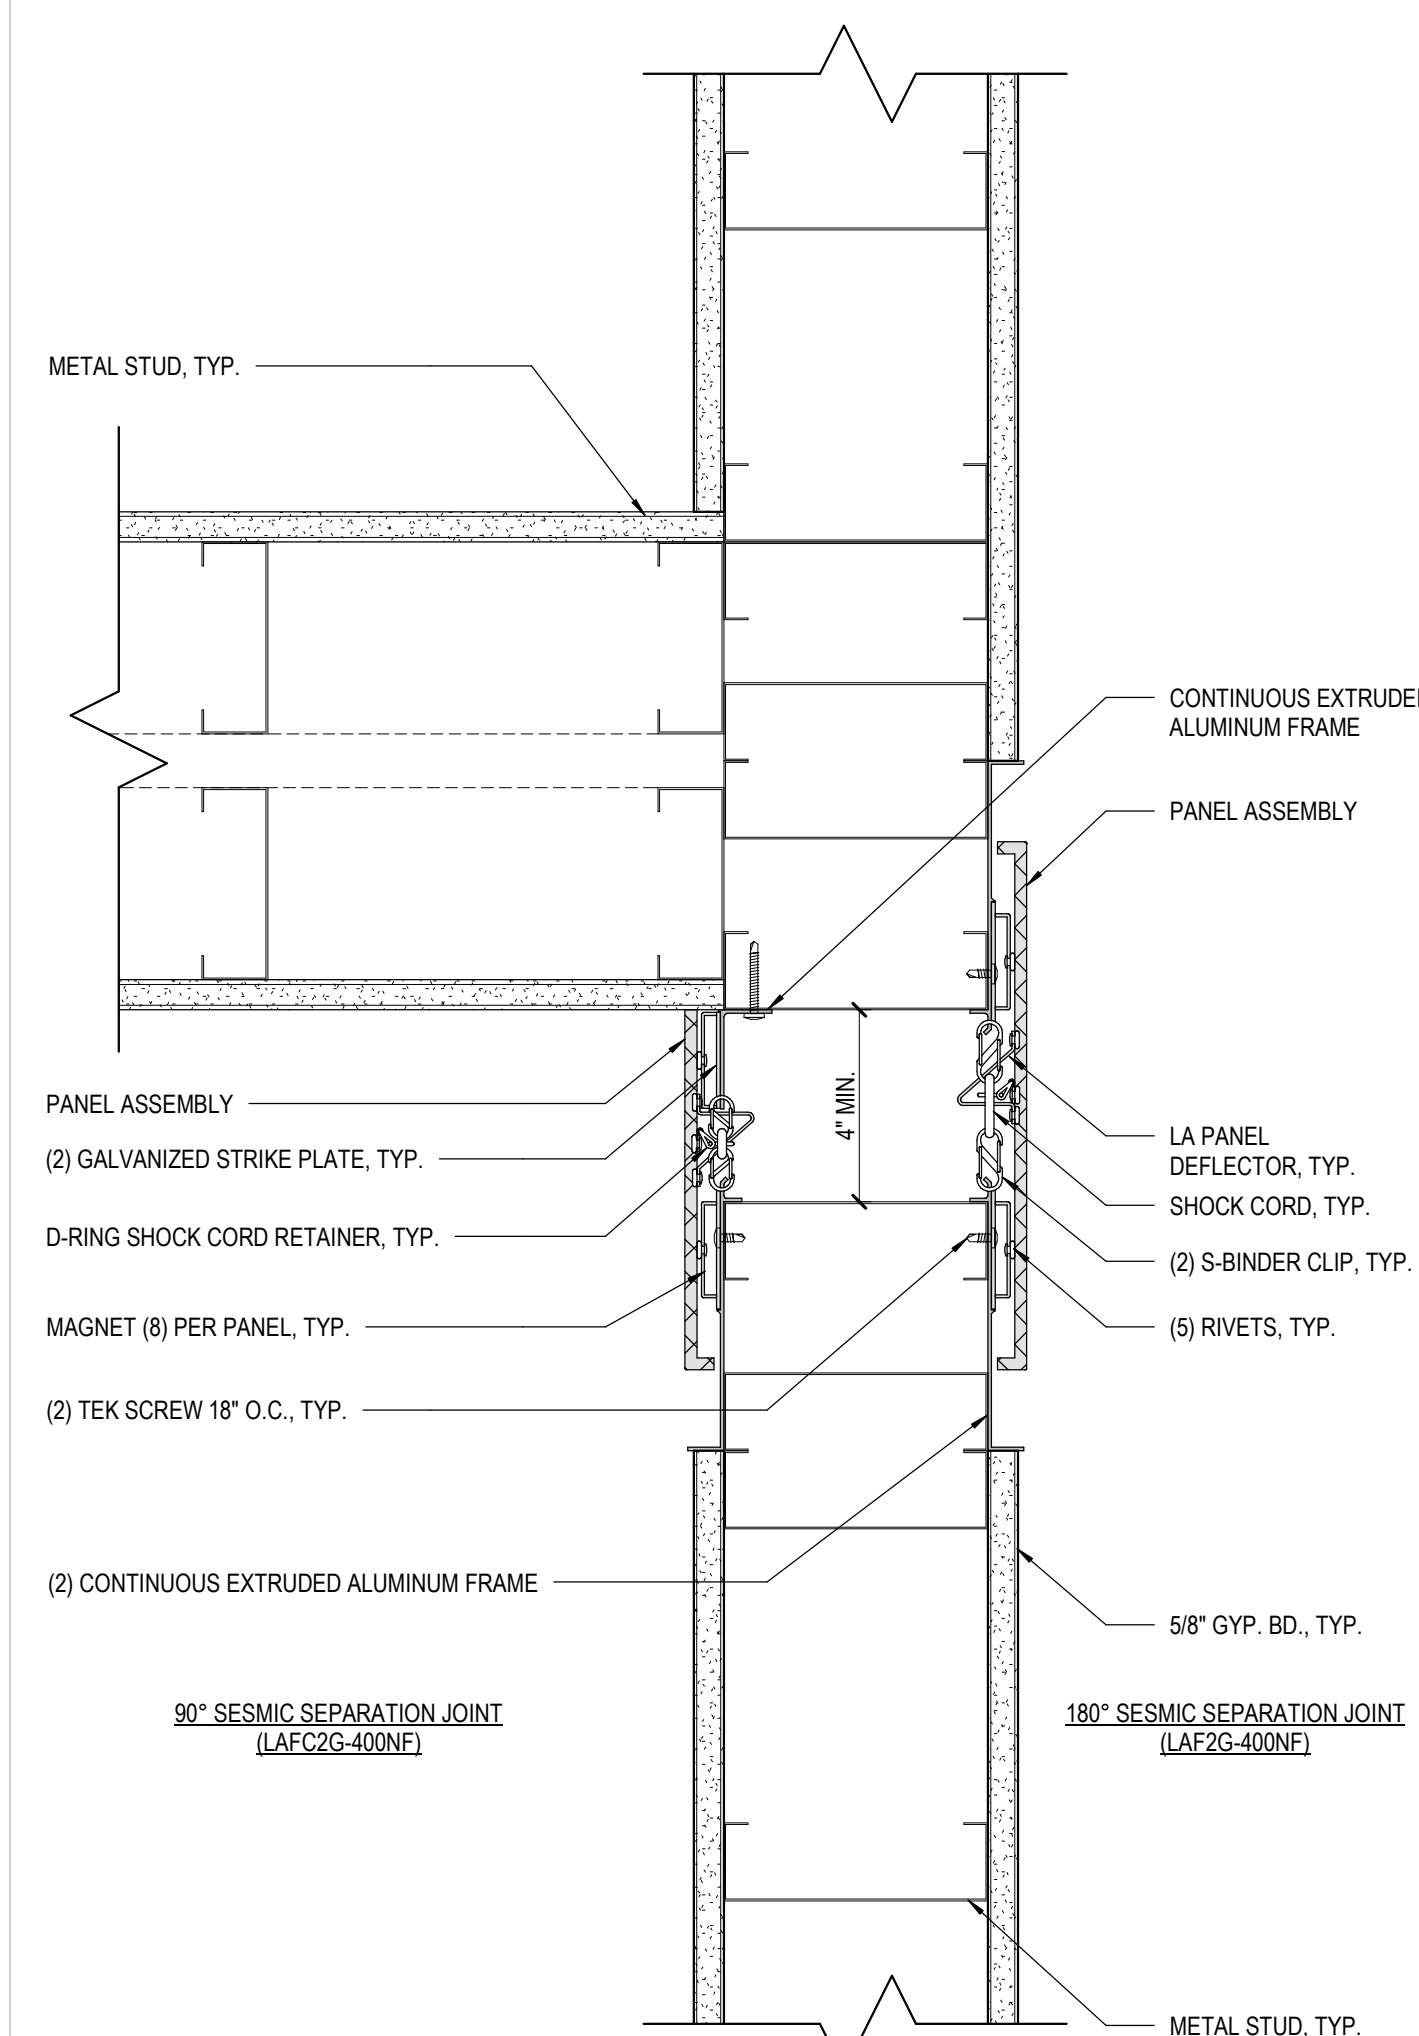 METAL STUD, TYP.
CONTINUOUS EXTRUDE
ALUMINUM FRAME
PANEL ASSEMBLY
4" MIN.
PANEL ASSEMBLY
(2) GALVANIZED STRIKE PLATE, TYP.
D-RING SHOCK CORD RETAINER, TYP.
MAGNET (8) PER PANEL, TYP.
(2) TEK SCREW 18" O.C., TYP.
(2) CONTINUOUS EXTRUDED ALUMINUM FRAME
LA PANEL
DEFLECTOR, TYP.
SHOCK CORD, TYP.
(2) S-BINDER CLIP, TYP.
(5) RIVETS, TYP.
5/8" GYP. BD., TYP.
90° SESMIC SEPARATION JOINT
(LAFC2G-400NF)
180° SESMIC SEPARATION JOINT
(LAF2G-400NF)
METAL STUD, TYP.